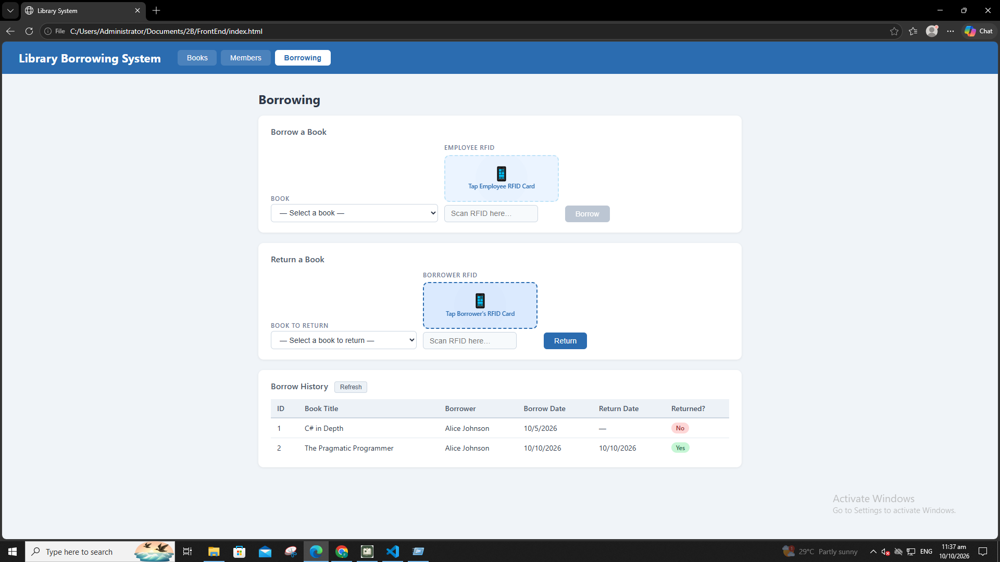 Library System
File C:/Users/Administrator/Documents/2B/FrontEnd/index.html
Chat
Library Borrowing System
Books
Members
Borrowing
Borrowing
Borrow a Book
EMPLOYEE RFID
Tap Employee RFID Card
BOOK
— Select a book —
Scan RFID here...
Borrow
Return a Book
BORROWER RFID
Tap Borrower's RFID Card
BOOK TO RETURN
— Select a book to return —
Scan RFID here...
Return
Borrow History Refresh
ID Book Title Borrower Borrow Date Return Date Returned?
1 C# in Depth Alice Johnson 10/5/2026 — No
2 The Pragmatic Programmer Alice Johnson 10/10/2026 10/10/2026 Yes
Activate Windows
Go to Settings to activate Windows.
Type here to search
1
29°C Partly sunny
ENG
11:37 am
10/10/2026